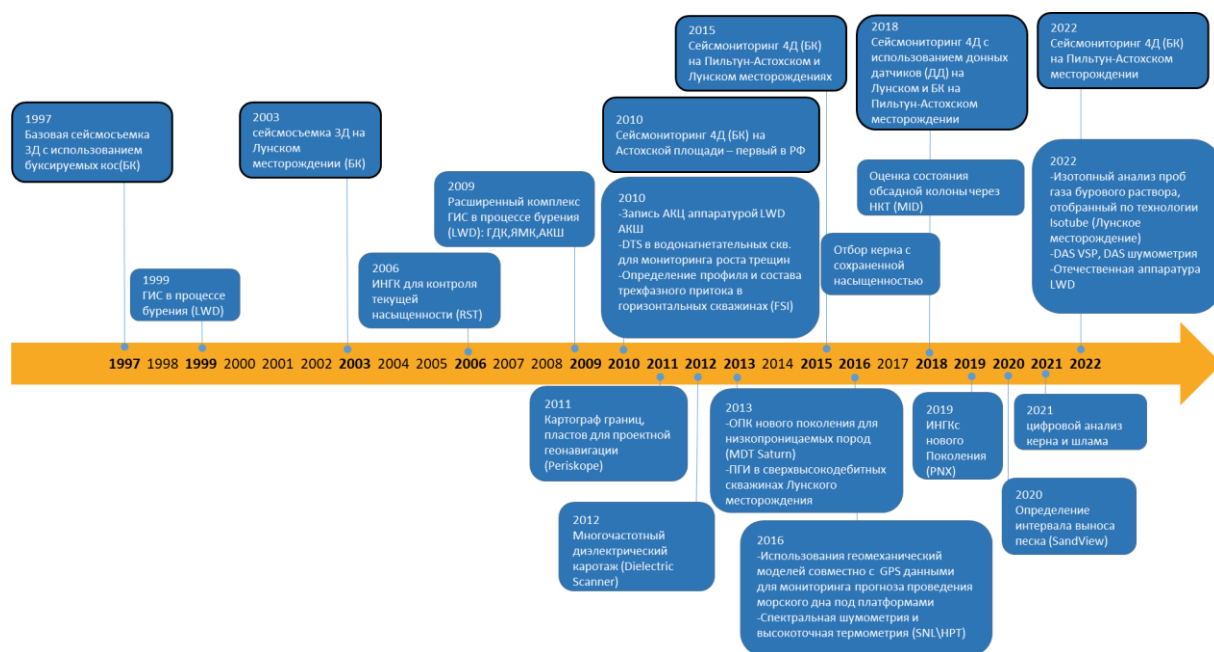 1997
Базовая сейсмосъемка
3Д с использованием
буксируемых кос(БК)
1999
ГИС в процессе
бурения (LWD)
2003
сейсмосъемка 3Д на
Лунском
месторождении (БК)
2006
ИНГК для контроля
текущей
насыщенности (RST)
2009
Расширенный комплекс
ГИС в процессе бурения
(LWD): ГДК,ЯМК,АКШ
2010
Сейсмониторинг 4Д (БК) на
Астохской площади – первый в РФ
2010
-Запись АКЦ аппаратурой LWD
АКШ
-DTS в водонагнетательных скв.
для мониторинга роста трещин
-Определение профиля и состава
трехфазного притока в
горизонтальных скважинах (FSI)
2015
Сейсмониторинг 4Д (БК)
на Пильтун-Астохском и
Лунском месторождениях
Отбор керна с
сохраненной
насыщенностью
2018
Сейсмониторинг 4Д с
использованием донных
датчиков (ДД) на
Лунском и БК на
Пильтун-Астохском
месторождении
Оценка состояния
обсадной колоны через
НКТ (MID)
2022
Сейсмониторинг 4Д (БК)
на Пильтун-Астохском
месторождении
2022
-Изотопный анализ проб
газа бурового раствора,
отобранный по технологии
Isotube (Лунское
месторождение)
-DAS VSP, DAS шумометрия
-Отечественная аппаратура
LWD
1997 1998 1999 2000 2001 2002 2003 2004 2005 2006 2007 2008 2009 2010 2011 2012 2013 2014 2015 2016 2017 2018 2019 2020 2021 2022
2011
Картограф границ,
пластов для проектной
геонавигации
(Periskope)
2012
Многочастотный
диэлектрический
каротаж (Dielectric
Scanner)
2013
-ОПК нового поколения для
низкопроницаемых пород
(MDT Saturn)
-ПГИ в сверхвысокодебитных
скважинах Лунского
месторождения
2016
-Использования геомеханический
моделей совместно с GPS данными
для мониторинга прогноза проведения
морского дна под платформами
-Спектральная шумометрия и
высокоточная термометрия (SNL\HPT)
2019
ИНГКс
нового
Поколения
(PNX)
2020
Определение
интервала выноса
песка (SandView)
2021
цифровой анализ
керна и шлама